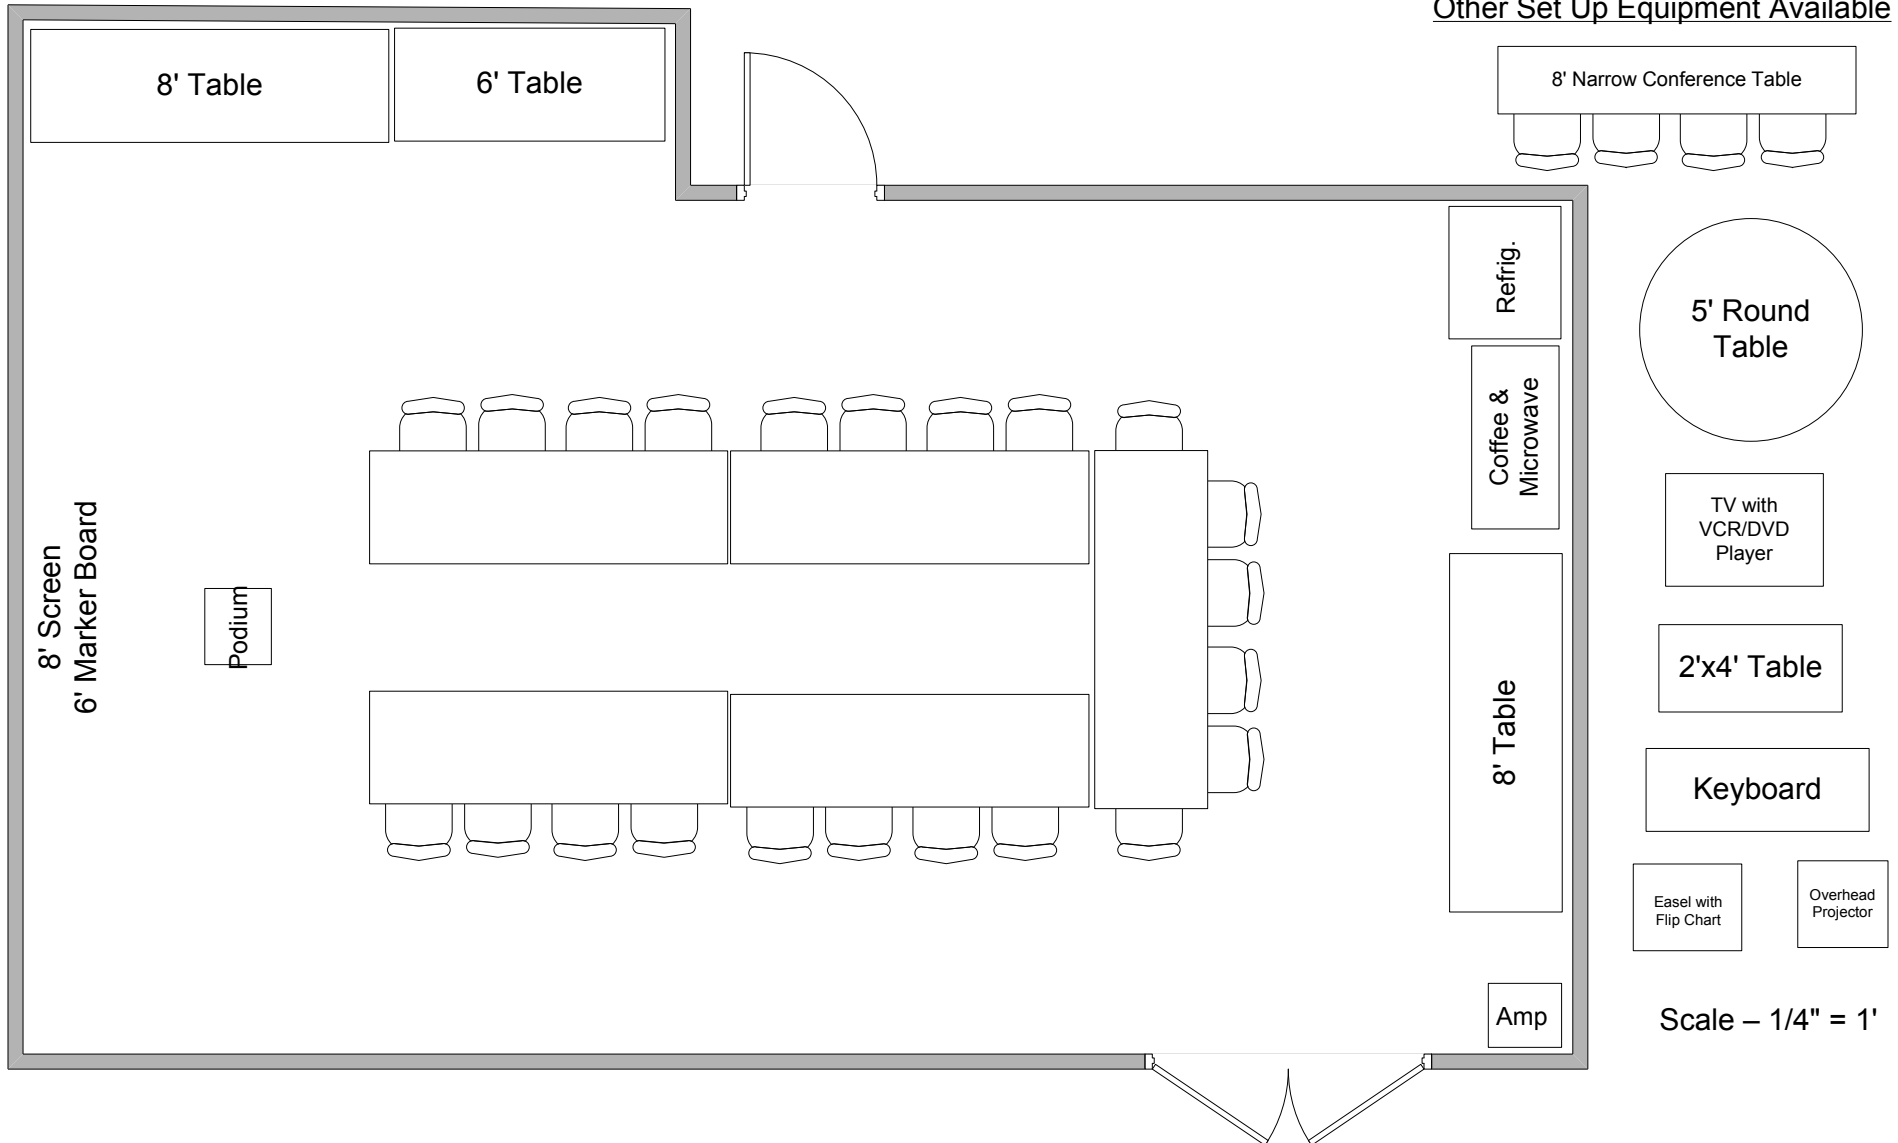 Other Set Up Equipment Available
8' Table
6' Table
8' Narrow Conference Table
Refrig.
5' Round
Table
Coffee &
Microwave
TV with
VCR/DVD
Player
8' Screen
6' Marker Board
Podium
2'x4' Table
8' Table
Keyboard
Easel with
Flip Chart
Overhead
Projector
Amp
Scale – 1/4" = 1'